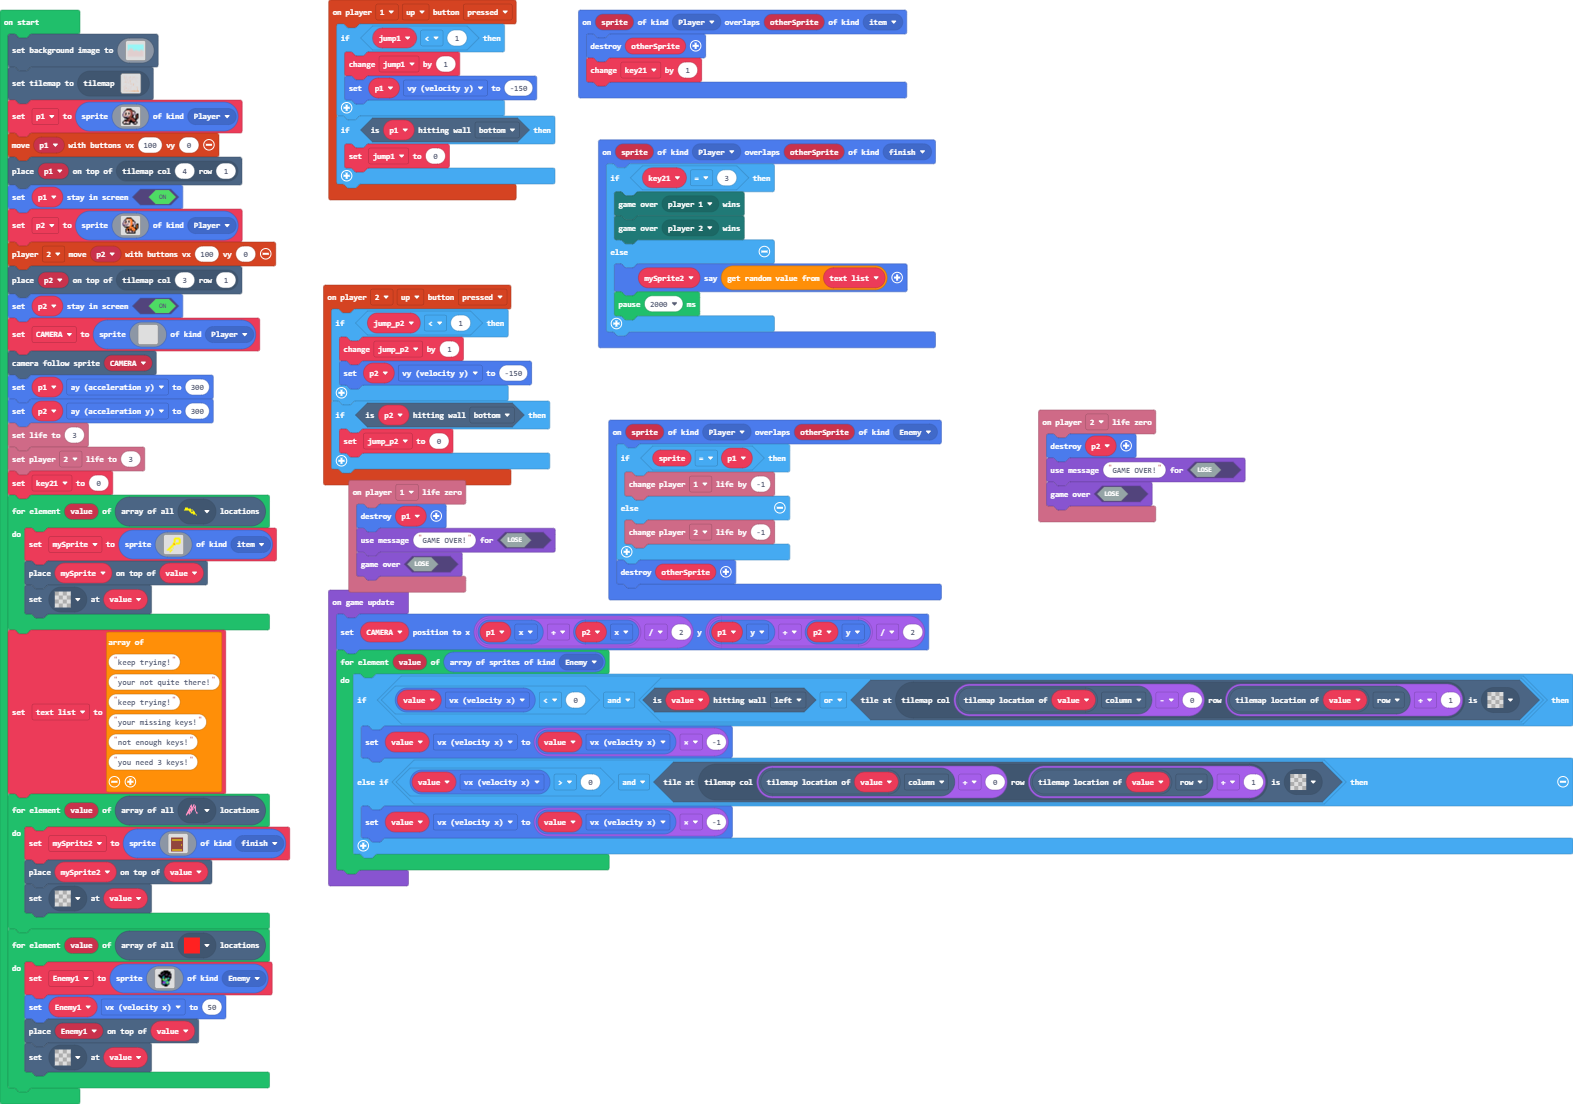 on start
set background image to
set tilemap to tilemap
set p1 to sprite of kind Player
move p1 with buttons vx 100 vy 0
place p1 on top of tilemap col 4 row 1
set p1 stay in screen ON
set p2 to sprite of kind Player
player 2 move p2 with buttons vx 100 vy 0
place p2 on top of tilemap col 3 row 1
set p2 stay in screen ON
set CAMERA to sprite of kind Player
camera follow sprite CAMERA
set p1 ay (acceleration y) to 300
set p2 ay (acceleration y) to 300
set life to 3
set player 2 life to 3
set key21 to 0
for element value of array of all locations
do
set mySprite to sprite of kind item
place mySprite on top of value
set at value
set text list to
array of
"keep trying!"
"your not quite there!"
"keep trying!"
"your missing keys!"
"not enough keys!"
"you need 3 keys!"
for element value of array of all locations
do
set mySprite2 to sprite of kind finish
place mySprite2 on top of value
set at value
for element value of array of all locations
do
set Enemy1 to sprite of kind Enemy
set Enemy1 vx (velocity x) to 50
place Enemy1 on top of value
set at value
on player 1 up button pressed
if jump1 < 1 then
change jump1 by 1
set p1 vy (velocity y) to -150
if is p1 hitting wall bottom then
set jump1 to 0
on player 2 up button pressed
if jump_p2 < 1 then
change jump_p2 by 1
set p2 vy (velocity y) to -150
if is p2 hitting wall bottom then
set jump_p2 to 0
on player 1 life zero
destroy p1
use message "GAME OVER!" for LOSE
game over LOSE
on game update
set CAMERA position to x p1 x + p2 x / 2 y p1 y + p2 y / 2
for element value of array of sprites of kind Enemy
do
if value vx (velocity x) < 0 and is value hitting wall left or tile at tilemap col tilemap location of value column - 0 row tilemap location of value row + 1 is then
set value vx (velocity x) to value vx (velocity x) × -1
else if value vx (velocity x) > 0 and tile at tilemap col tilemap location of value column + 0 row tilemap location of value row + 1 is then
set value vx (velocity x) to value vx (velocity x) × -1
on sprite of kind Player overlaps otherSprite of kind item
destroy otherSprite
change key21 by 1
on sprite of kind Player overlaps otherSprite of kind finish
if key21 = 3 then
game over player 1 wins
game over player 2 wins
else
mySprite2 say get random value from text list
pause 2000 ms
on sprite of kind Player overlaps otherSprite of kind Enemy
if sprite = p1 then
change player 1 life by -1
else
change player 2 life by -1
destroy otherSprite
on player 2 life zero
destroy p2
use message "GAME OVER!" for LOSE
game over LOSE